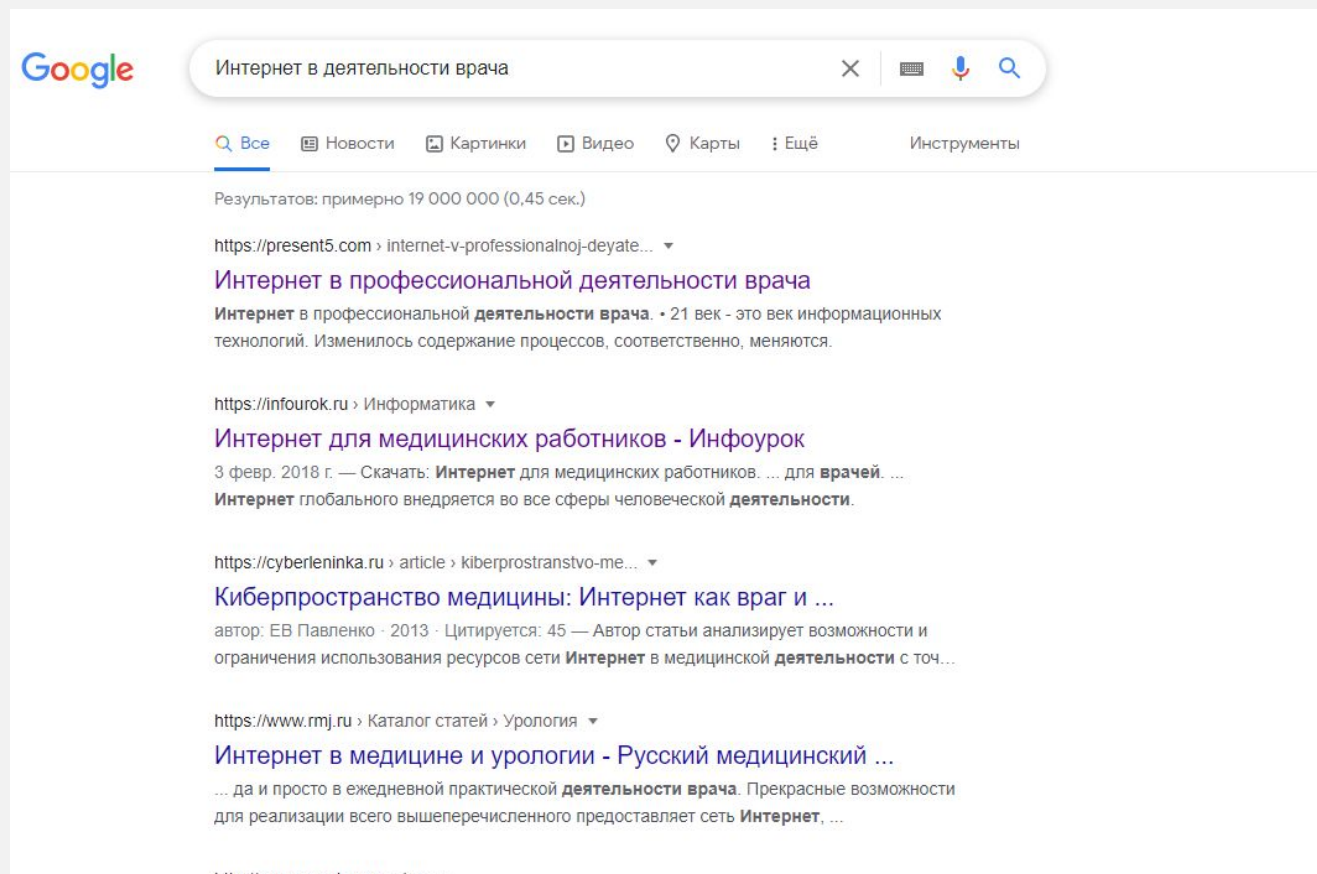 Google
Интернет в деятельности врача
Все Новости Картинки Видео Карты Ещё Инструменты
Результатов: примерно 19 000 000 (0,45 сек.)
https://present5.com › internet-v-professionalnoj-deyate...
Интернет в профессиональной деятельности врача
Интернет в профессиональной деятельности врача. • 21 век - это век информационных
технологий. Изменилось содержание процессов, соответственно, меняются.
https://infourok.ru › Информатика
Интернет для медицинских работников - Инфоурок
3 февр. 2018 г. — Скачать: Интернет для медицинских работников. ... для врачей. ...
Интернет глобального внедряется во все сферы человеческой деятельности.
https://cyberleninka.ru › article › kiberprostranstvo-me...
Киберпространство медицины: Интернет как враг и ...
автор: ЕВ Павленко · 2013 · Цитируется: 45 — Автор статьи анализирует возможности и
ограничения использования ресурсов сети Интернет в медицинской деятельности с точ...
https://www.rmj.ru › Каталог статей › Урология
Интернет в медицине и урологии - Русский медицинский ...
... да и просто в ежедневной практической деятельности врача. Прекрасные возможности
для реализации всего вышеперечисленного предоставляет сеть Интернет, ...